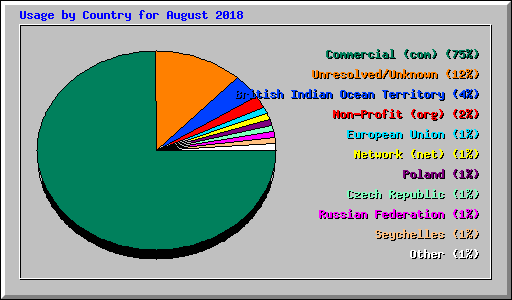 Usage by Country for August 2018
Commercial (com) (75%)
Unresolved/Unknown (12%)
British Indian Ocean Territory (4%)
Non-Profit (org) (2%)
European Union (1%)
Network (net) (1%)
Poland (1%)
Czech Republic (1%)
Russian Federation (1%)
Seychelles (1%)
Other (1%)